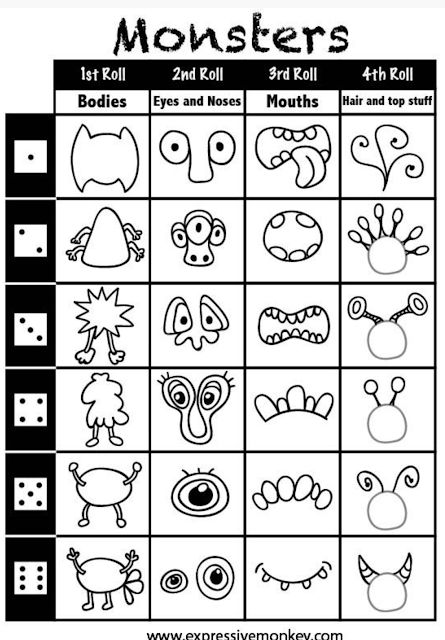 Monsters
1st Roll 2nd Roll 3rd Roll 4th Roll
Bodies Eyes and Noses Mouths Hair and top stuff
www.expressivemonkey.com